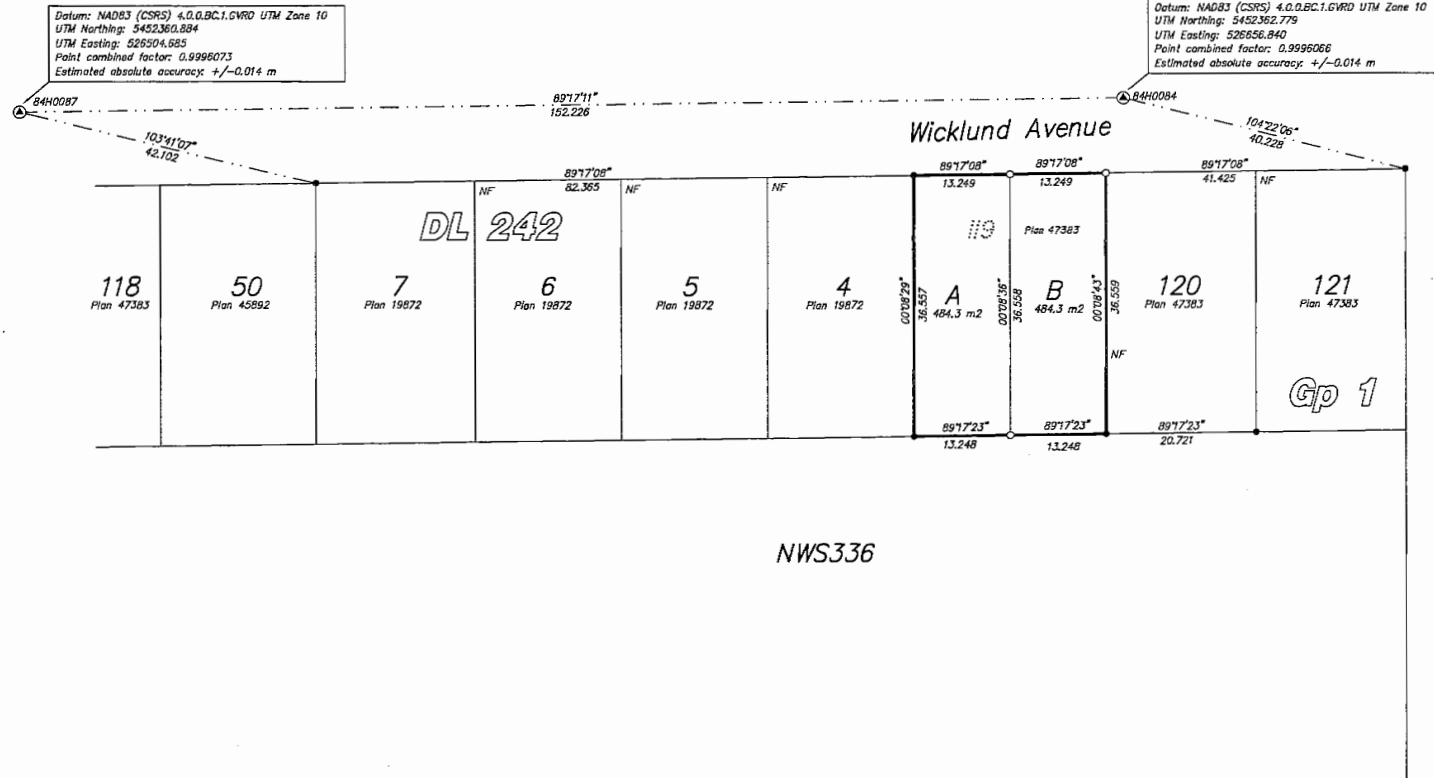 Datum: NAD83 (CSRS) 4.0.0.BC.1.GVRD UTM Zone 10
UTM Northing: 5452360.884
UTM Easting: 526504.685
Point combined factor: 0.9996073
Estimated absolute accuracy: +/-0.014 m
Datum: NAD83 (CSRS) 4.0.0.BC.1.GVRD UTM Zone 10
UTM Northing: 5452362.779
UTM Easting: 526656.840
Point combined factor: 0.9996066
Estimated absolute accuracy: +/-0.014 m
84H0087
89°17'11"
152.226
84H0084
103°41'07"
42.102
Wicklund Avenue
104°22'06"
40.228
89°17'08"
82.365
89°17'08"
13.249
89°17'08"
13.249
89°17'08"
41.425
NF
NF
NF
NF
DL 242
119
Plan 47383
118
Plan 47383
50
Plan 45892
7
Plan 19872
6
Plan 19872
5
Plan 19872
4
Plan 19872
00°08'29"
36.557
A
484.3 m2
00°08'36"
36.558
B
484.3 m2
00°08'43"
36.559
120
Plan 47383
121
Plan 47383
NF
Gp 1
89°17'23"
13.248
89°17'23"
13.248
89°17'23"
20.721
NWS336